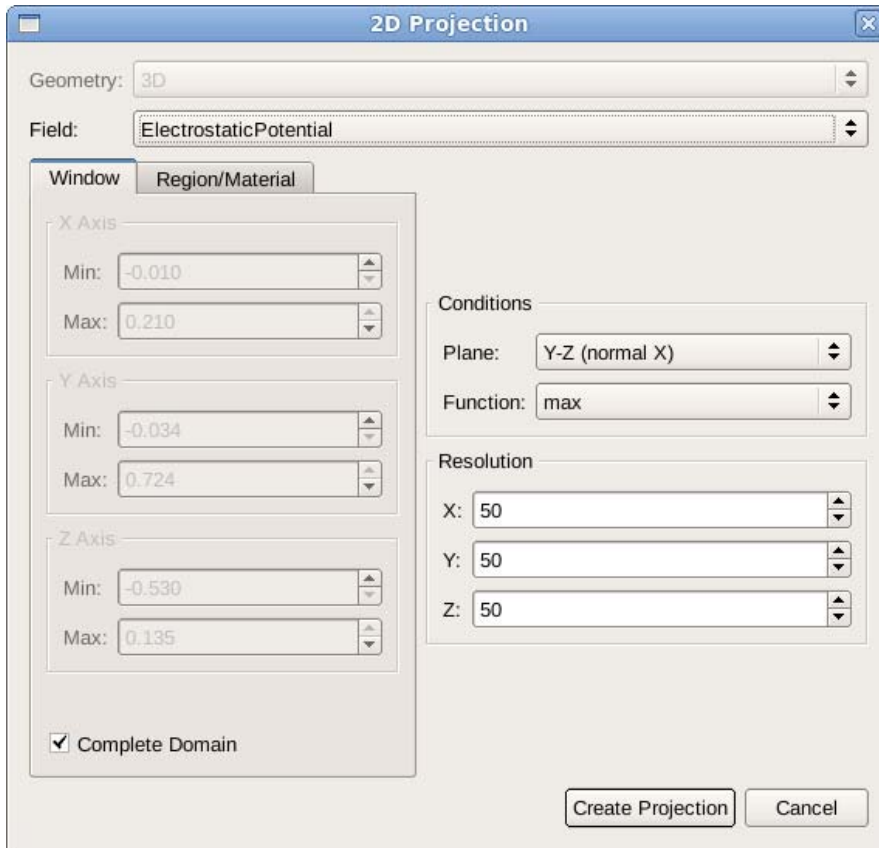 2D Projection
Geometry: 3D
Field: ElectrostaticPotential
Window Region/Material
X Axis
Min: -0.010
Max: 0.210
Y Axis
Min: -0.034
Max: 0.724
Z Axis
Min: -0.530
Max: 0.135
Complete Domain
Conditions
Plane: Y-Z (normal X)
Function: max
Resolution
X: 50
Y: 50
Z: 50
Create Projection Cancel